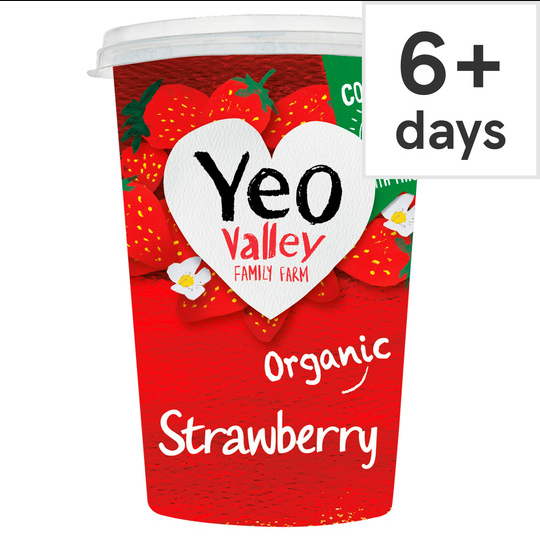 6+
days
Yeo
Valley
FAMILY FARM
Organic
Strawberry